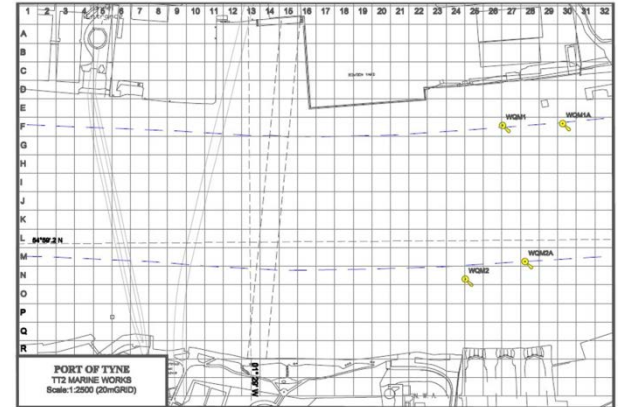 1 2 3 4 5 6 7 8 9 10 11 12 13 14 15 16 17 18 19 20 21 22 23 24 25 26 27 28 29 30 31 32
A
B
C
D
E
F
WQM1
WQM1A
G
H
I
J
K
L
54°59'.2 N
M
WQM2A
N
WQM2
O
P
Q
R
01° 29' W
PORT OF TYNE
TT2 MARINE WORKS
Scale:1:2500 (20mGRID)